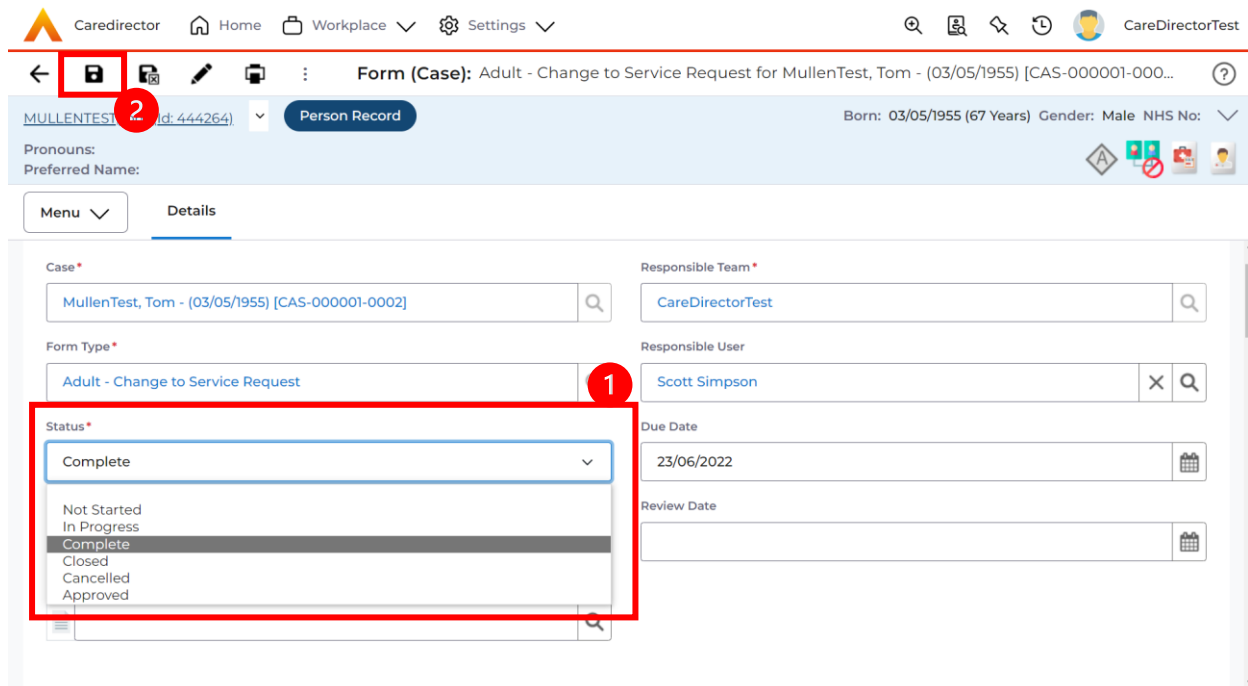 Caredirector Home Workplace Settings CareDirectorTest
Form (Case): Adult - Change to Service Request for MullenTest, Tom - (03/05/1955) [CAS-000001-000...
2
MULLENTEST Id: 444264) Person Record Born: 03/05/1955 (67 Years) Gender: Male NHS No:
Pronouns:
Preferred Name:
A
Menu Details
Case* Responsible Team*
MullenTest, Tom - (03/05/1955) [CAS-000001-0002] CareDirectorTest
Form Type* Responsible User
Adult - Change to Service Request 1 Scott Simpson
Status* Due Date
Complete 23/06/2022
Review Date
Not Started
In Progress
Complete
Closed
Cancelled
Approved